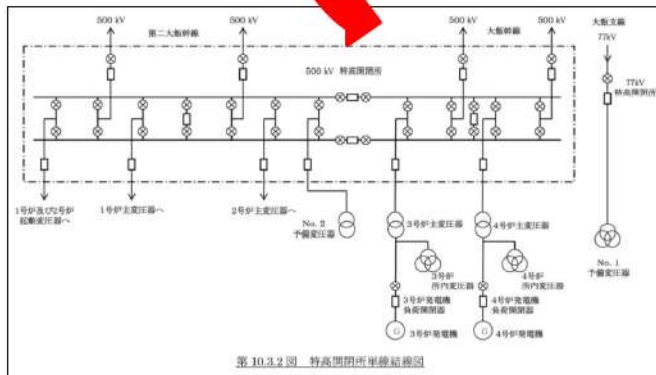 500 kV
500 kV
500 kV
500 kV
第二大飯幹線
大飯幹線
大飯支線
77kV
500 kV 特高開閉所
77kV
特高開閉所
1号炉及び2号炉
起動変圧器へ
1号炉主変圧器へ
2号炉主変圧器へ
No. 2
予備変圧器
3号炉主変圧器
4号炉主変圧器
No. 1
予備変圧器
3号炉
所内変圧器
4号炉
所内変圧器
3号炉発電機
負荷開閉器
4号炉発電機
負荷開閉器
G
3号炉発電機
G
4号炉発電機
第 10.3.2 図 特高開閉所単線結線図